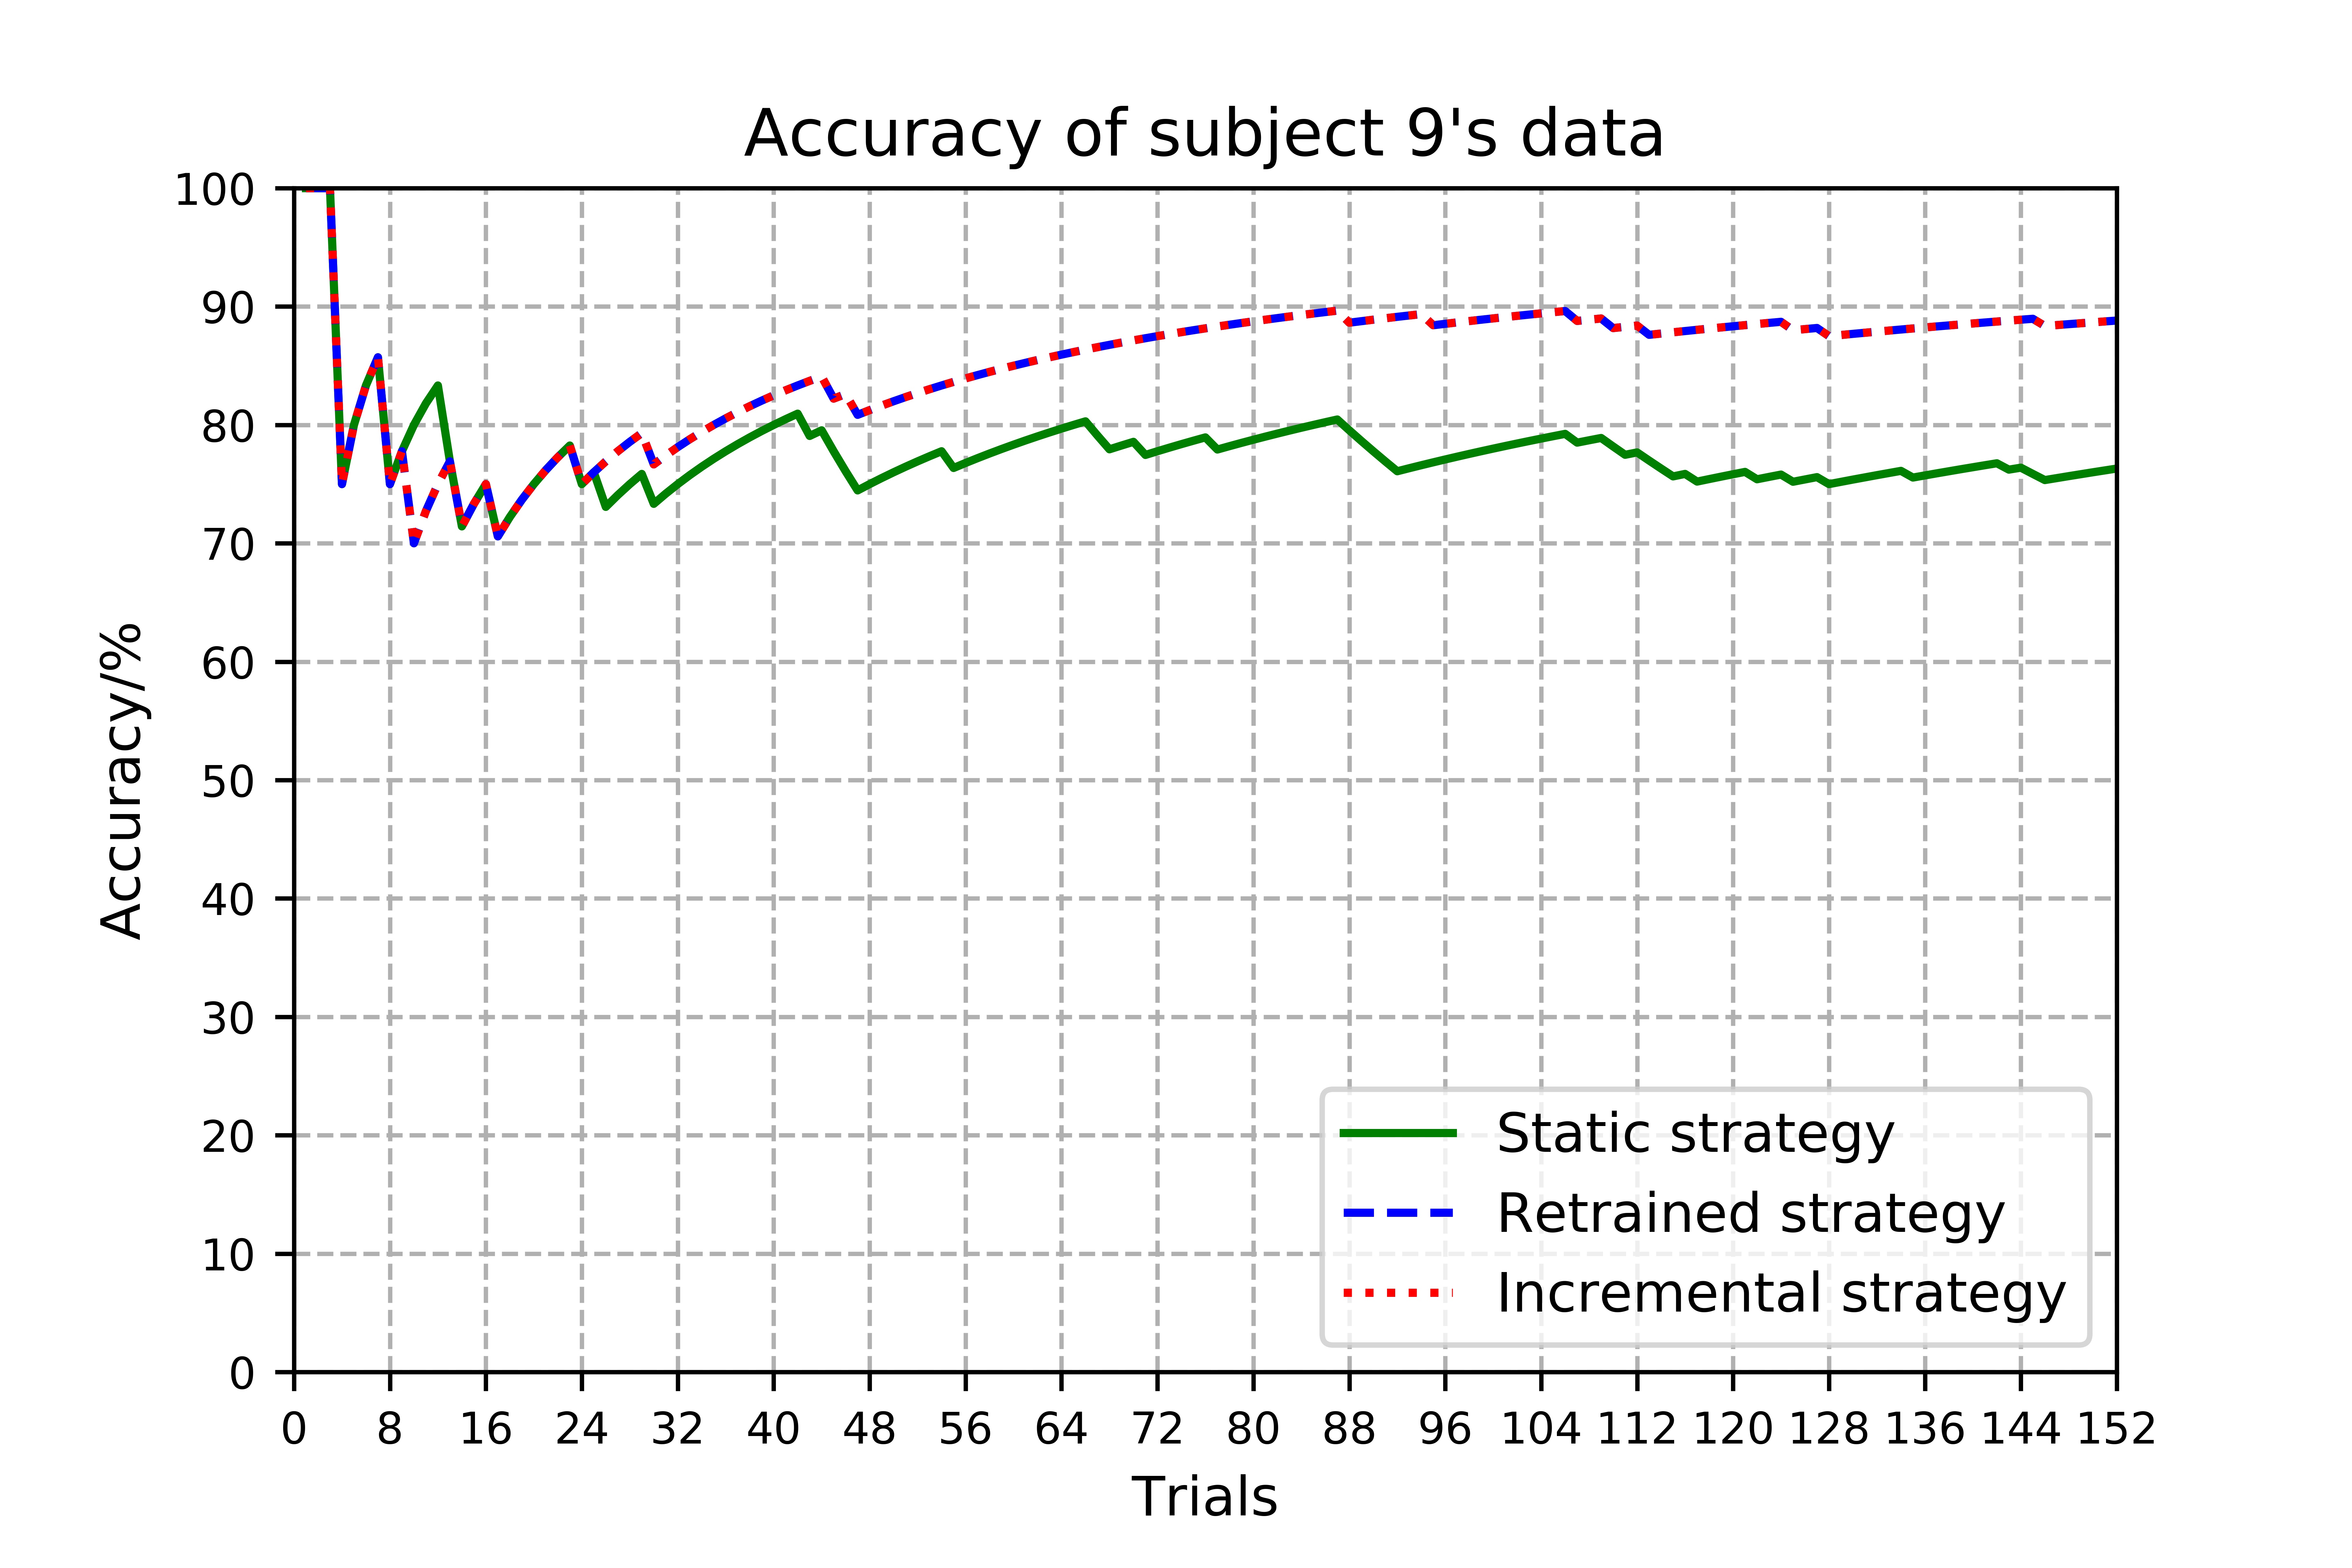 Accuracy of subject 9's data
100
90
80
70
60
50
40
30
20
10
0
Accuracy/%
Static strategy
Retrained strategy
Incremental strategy
0 8 16 24 32 40 48 56 64 72 80 88 96 104 112 120 128 136 144 152
Trials